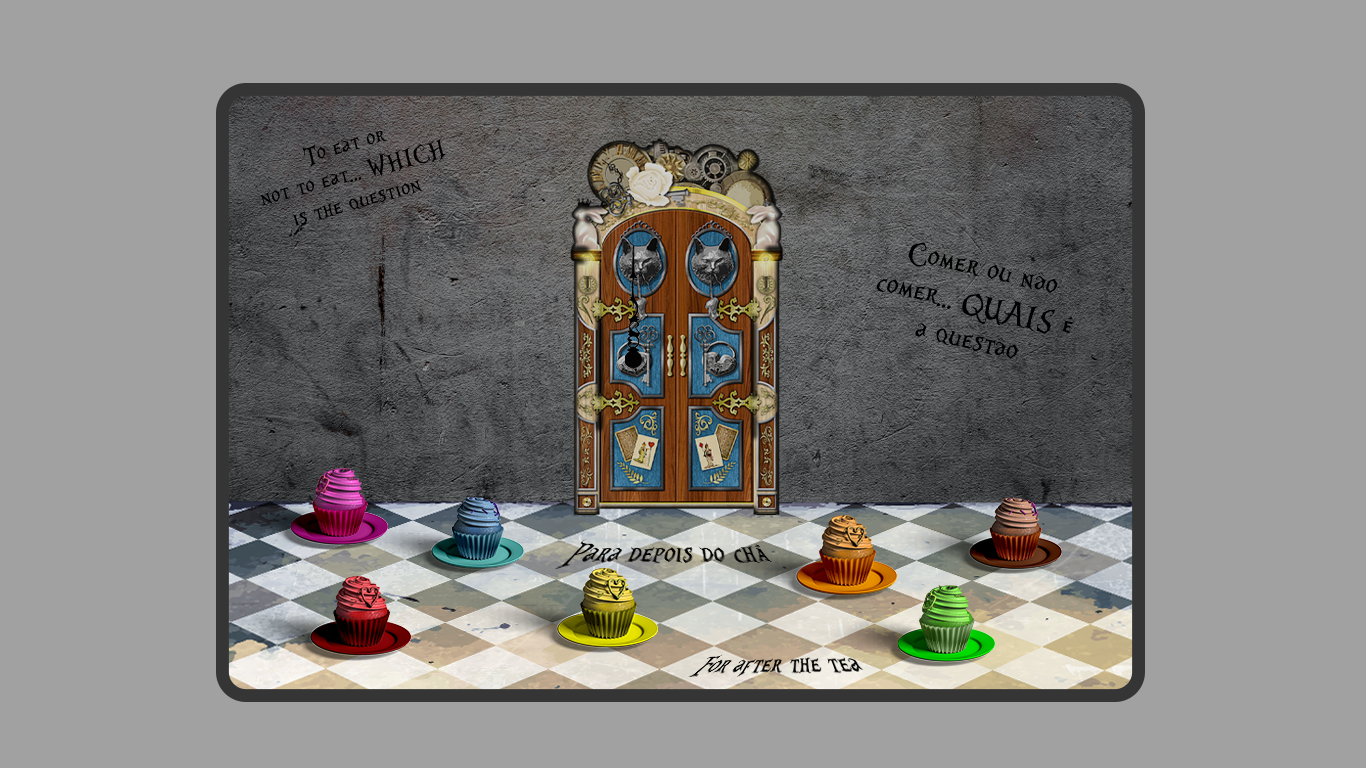 To eat or
not to eat... WHICH
is the question
Comer ou não
comer... QUAIS é
a questão
Para depois do chá
For after the tea